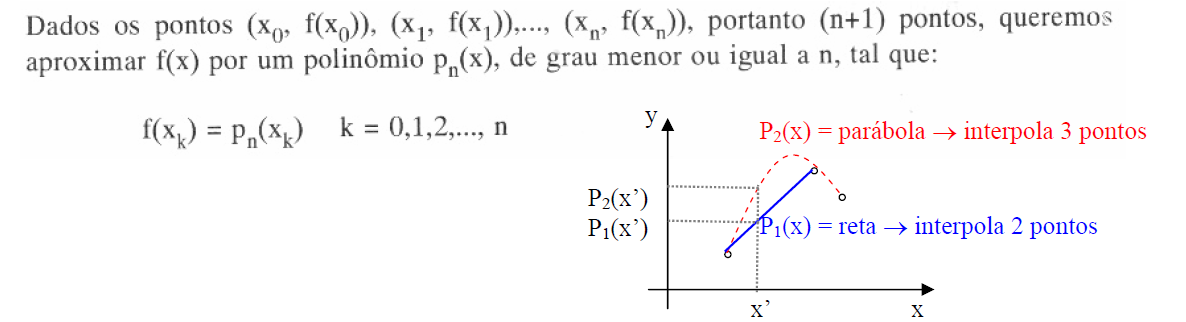 Dados os pontos (x₀, f(x₀)), (x₁, f(x₁)),..., (xₙ, f(xₙ)), portanto (n+1) pontos, queremos
aproximar f(x) por um polinômio pₙ(x), de grau menor ou igual a n, tal que:
f(xₖ) = pₙ(xₖ) k = 0,1,2,..., n
y
P₂(x) = parábola → interpola 3 pontos
P₂(x’)
P₁(x’)
P₁(x) = reta → interpola 2 pontos
x’
x